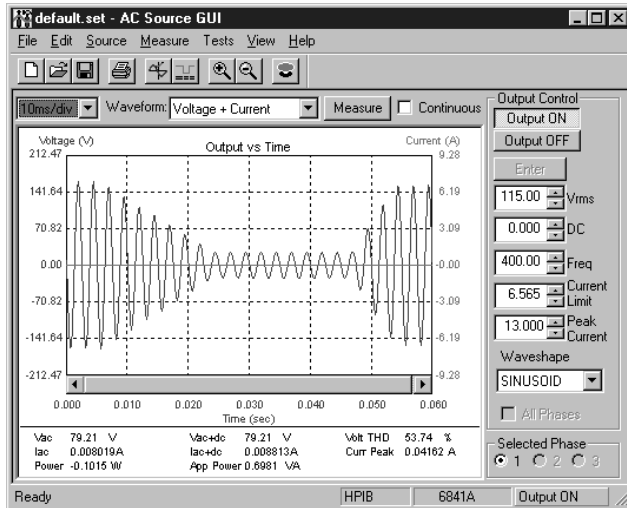 default.set - AC Source GUI
File Edit Source Measure Tests View Help
10ms/div Waveform: Voltage + Current Measure Continuous
Output Control
Output ON
Output OFF
Enter
115.00 Vrms
0.000 DC
400.00 Freq
6.565 Current Limit
13.000 Peak Current
Waveshape
SINUSOID
All Phases
Selected Phase
1 2 3
Voltage (V) Output vs Time Current (A)
212.47 9.28
141.64 6.19
70.82 3.09
0.00 -0.00
-70.82 -3.09
-141.64 -6.19
-212.47 -9.28
0.000 0.010 0.020 0.030 0.040 0.050 0.060
Time (sec)
Vac 79.21 V Vac+dc 79.21 V Volt THD 53.74 %
Iac 0.008019A Iac+dc 0.008813A Curr Peak 0.04162 A
Power -0.1015 W App Power 0.6981 VA
Ready HPIB 6841A Output ON